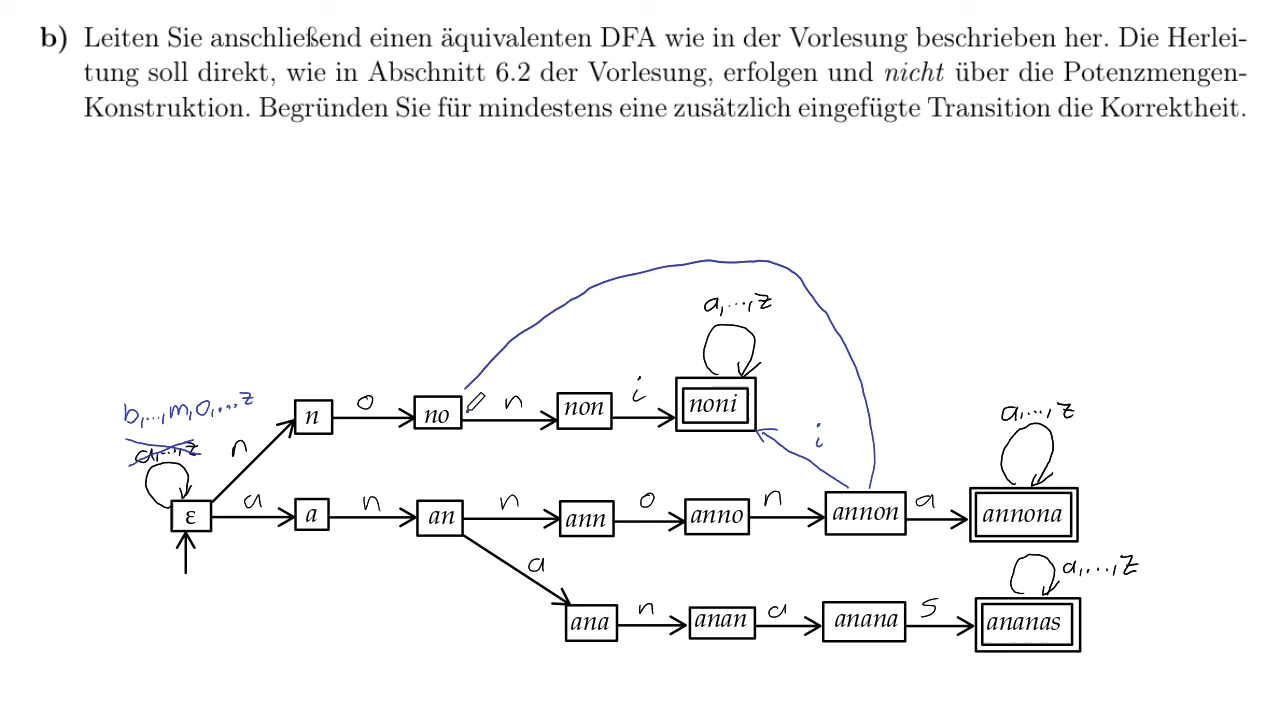 b) Leiten Sie anschließend einen äquivalenten DFA wie in der Vorlesung beschrieben her. Die Herlei-
tung soll direkt, wie in Abschnitt 6.2 der Vorlesung, erfolgen und nicht über die Potenzmengen-
Konstruktion. Begründen Sie für mindestens eine zusätzlich eingefügte Transition die Korrektheit.
a,...,z
b,...,m,o,...,z
a,...,z
n
n
o
no
n
non
i
noni
i
a,...,z
ε
a
a
n
an
n
ann
o
anno
n
annon
a
annona
a
a,...,z
ana
n
anan
a
anana
s
ananas